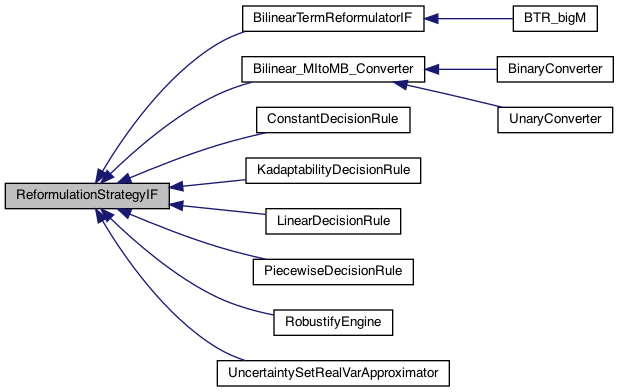 BilinearTermReformulatorIF
BTR_bigM
Bilinear_MItoMB_Converter
BinaryConverter
UnaryConverter
ConstantDecisionRule
KadaptabilityDecisionRule
ReformulationStrategyIF
LinearDecisionRule
PiecewiseDecisionRule
RobustifyEngine
UncertaintySetRealVarApproximator